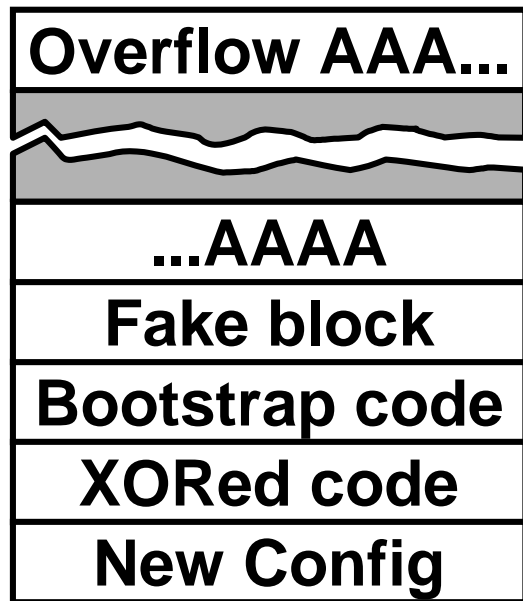 Overflow AAA...
...AAAA
Fake block
Bootstrap code
XORed code
New Config